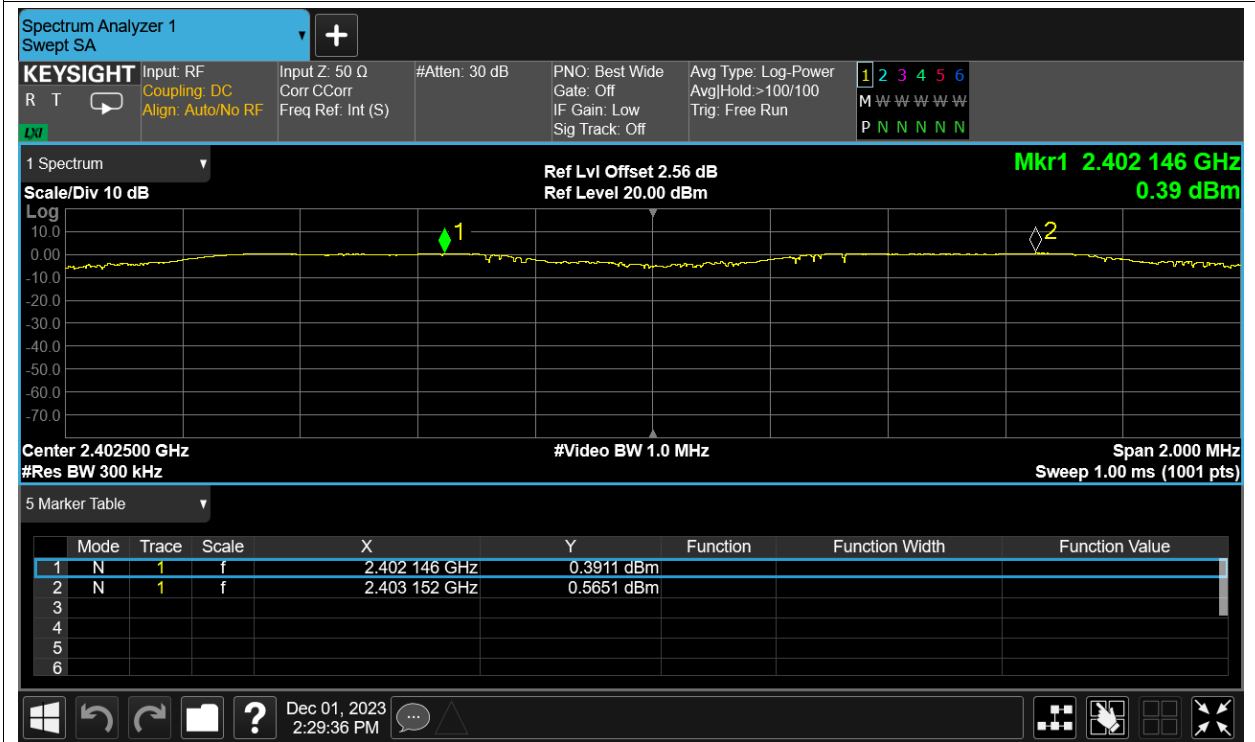 Spectrum Analyzer 1
Swept SA
KEYSIGHT Input: RF Input Z: 50 Ω #Atten: 30 dB PNO: Best Wide Avg Type: Log-Power 1 2 3 4 5 6
R T Coupling: DC Corr CCorr Gate: Off Avg|Hold:>100/100 M W W W W W
Align: Auto/No RF Freq Ref: Int (S) IF Gain: Low Trig: Free Run
LXI Sig Track: Off P N N N N N
1 Spectrum Ref Lvl Offset 2.56 dB Mkr1 2.402 146 GHz
Scale/Div 10 dB Ref Level 20.00 dBm 0.39 dBm
Log
10.0 1 2
0.00
-10.0
-20.0
-30.0
-40.0
-50.0
-60.0
-70.0
Center 2.402500 GHz #Video BW 1.0 MHz Span 2.000 MHz
#Res BW 300 kHz Sweep 1.00 ms (1001 pts)
5 Marker Table
Mode Trace Scale X Y Function Function Width Function Value
1 N 1 f 2.402 146 GHz 0.3911 dBm
2 N 1 f 2.403 152 GHz 0.5651 dBm
3
4
5
6
? Dec 01, 2023
2:29:36 PM